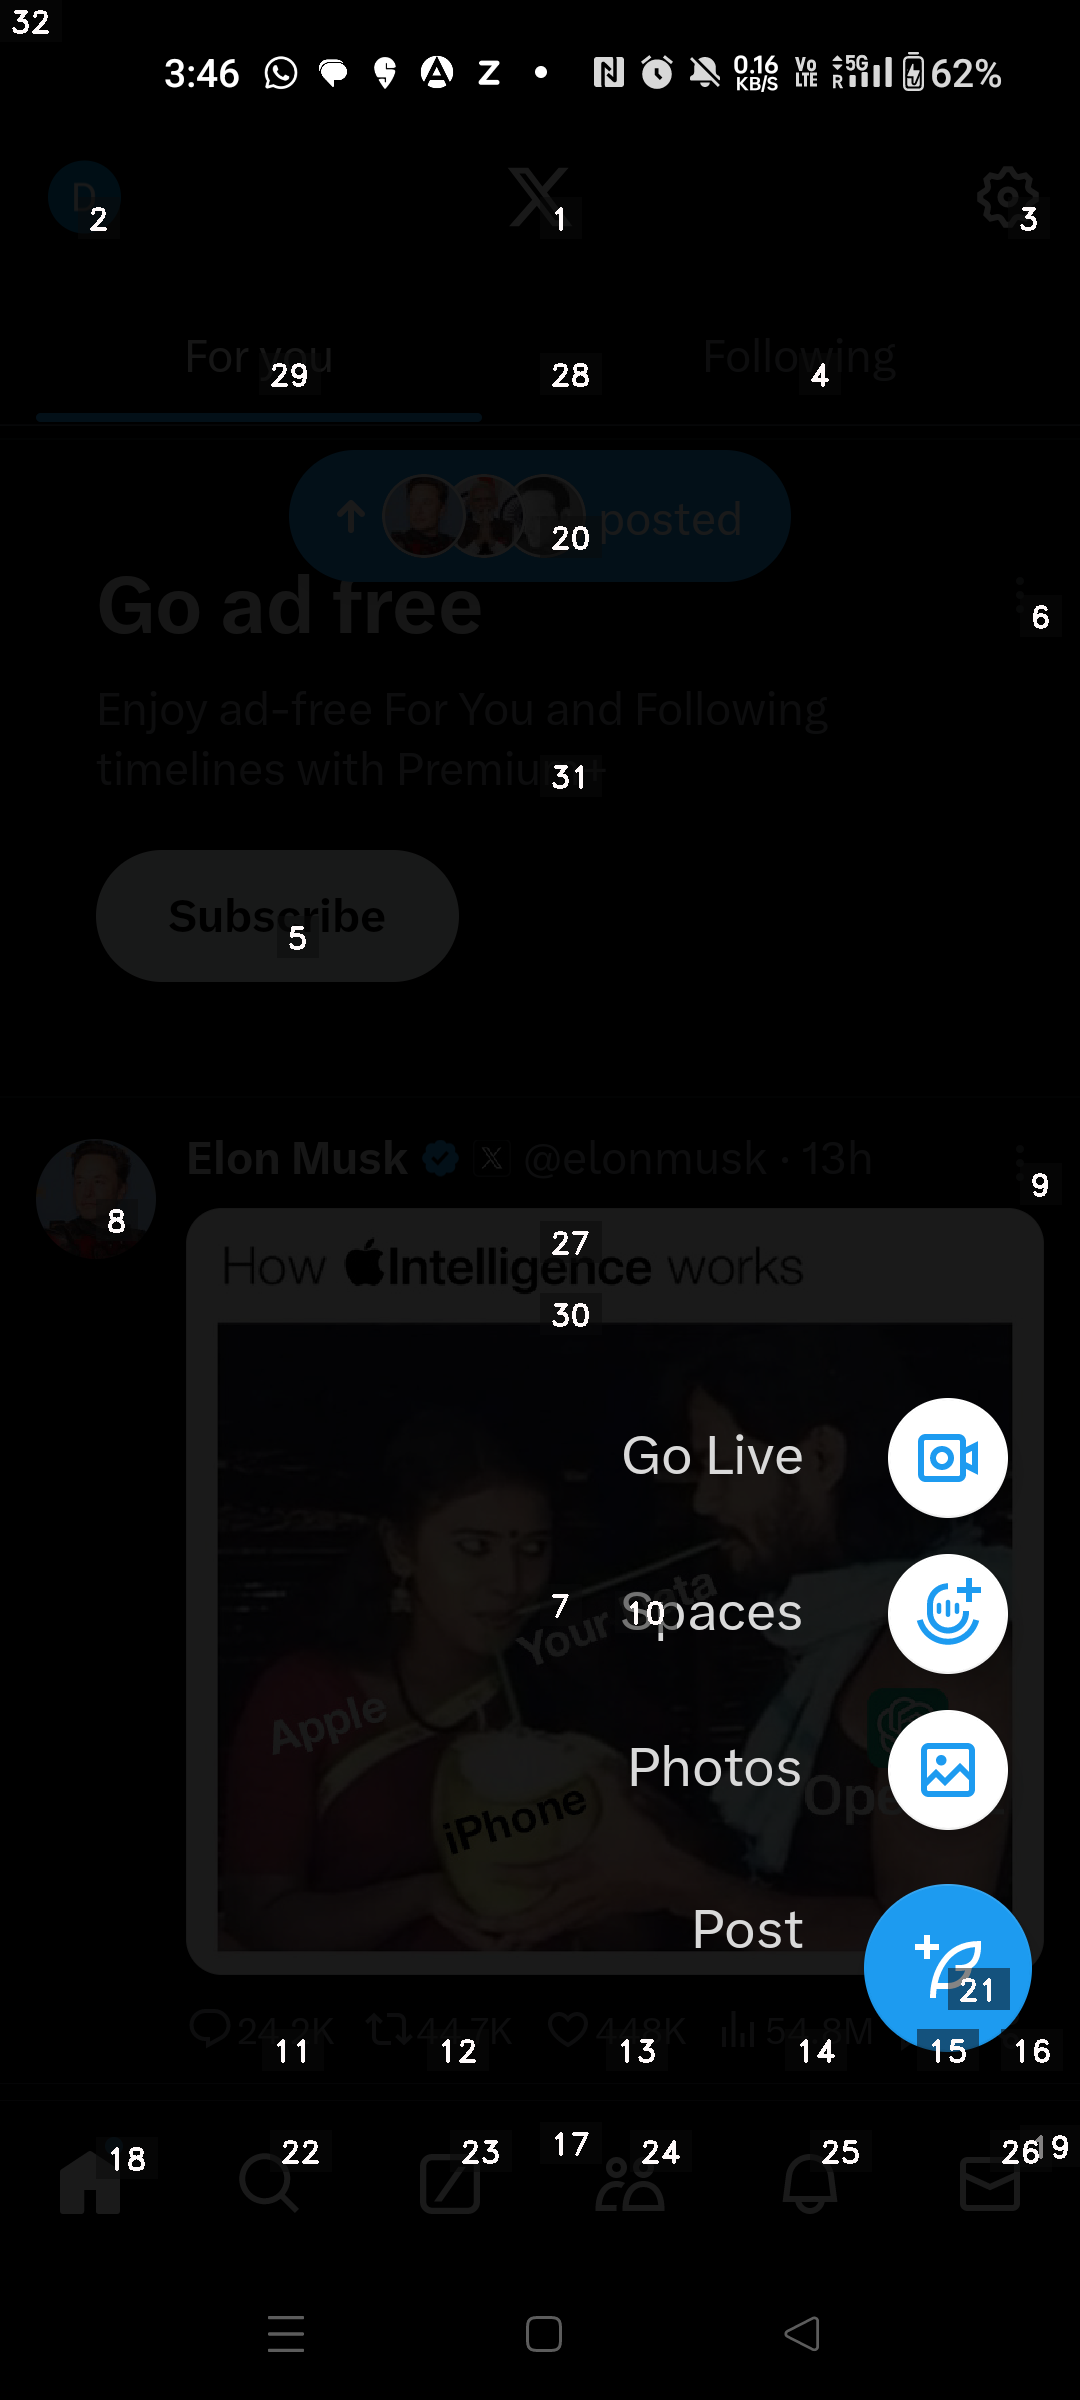 32
3:46 0.16 KB/S Vo LTE 5G R 62%
D
2 1 3
For you Following
29 28 4
posted
20
Go ad free
6
Enjoy ad-free For You and Following
timelines with Premium+
31
Subscribe
5
Elon Musk @elonmusk · 13h
9
8
27
How Intelligence works
30
Go Live
Your Data
7 10 Spaces
Apple
Photos
Ope
iPhone
Post
21
24.2K 44.7K 448K 54.8M
11 12 13 14 15 16
18 22 23 17 24 25 26 19